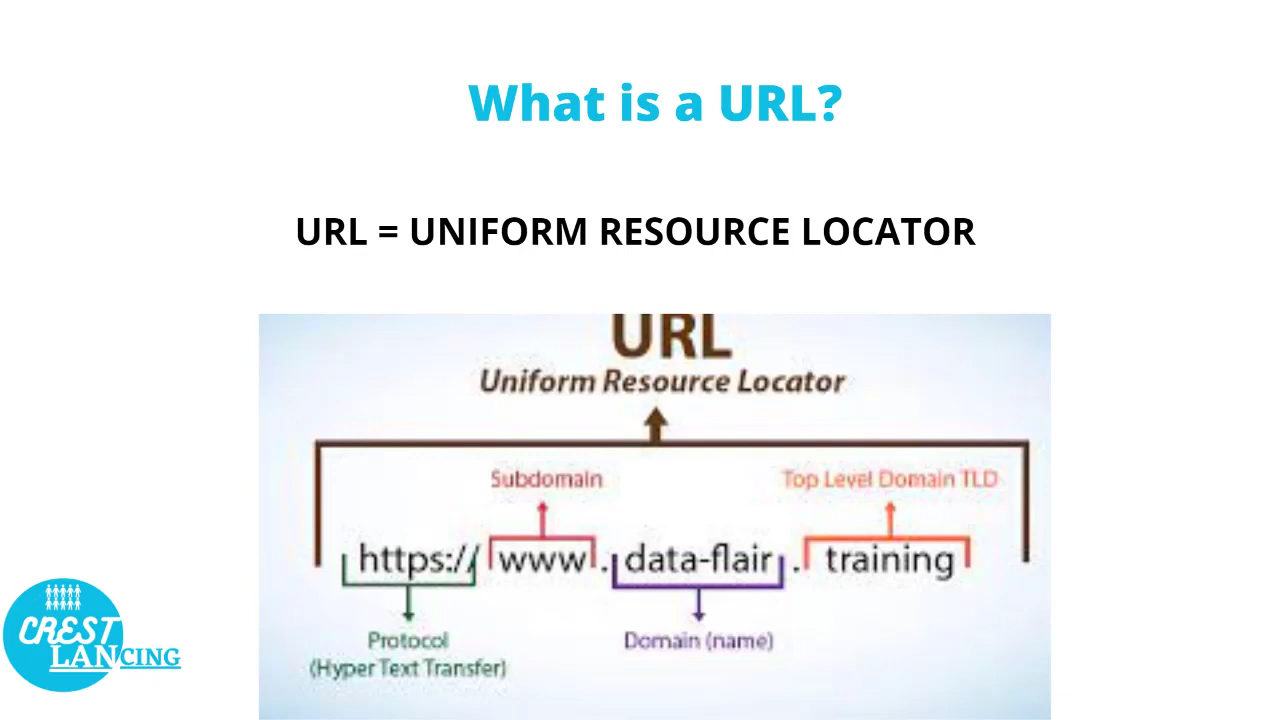 What is a URL?
URL = UNIFORM RESOURCE LOCATOR
URL
Uniform Resource Locator
Subdomain
Top Level Domain TLD
https:// www . data-flair . training
Protocol
(Hyper Text Transfer)
Domain (name)
CREST
LANCING